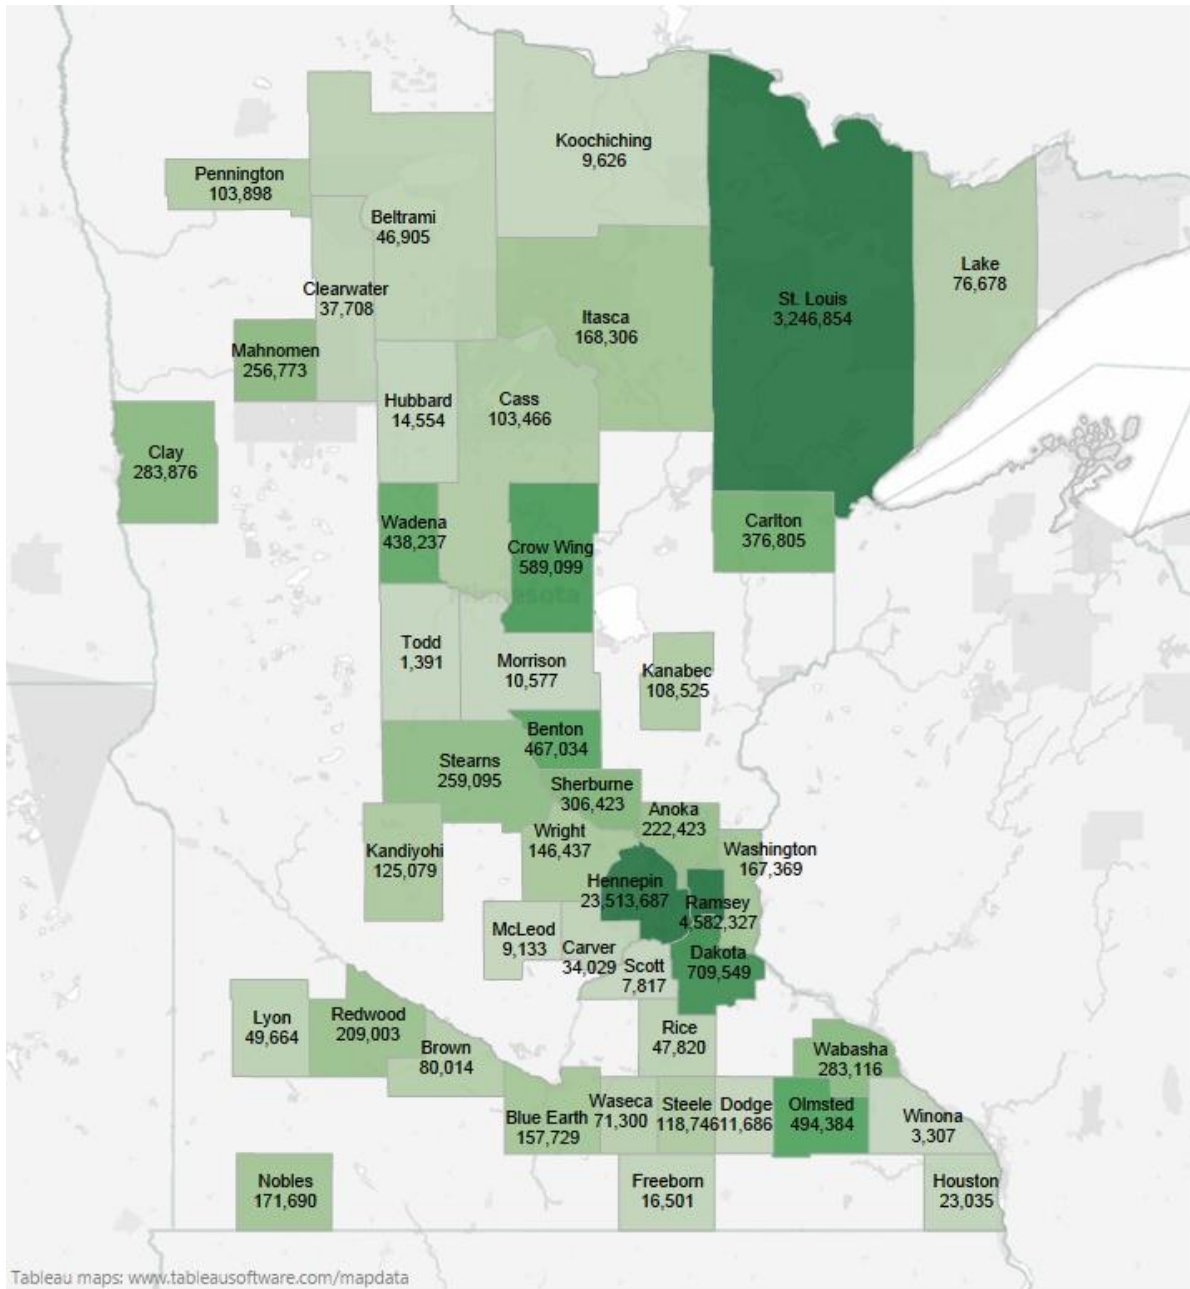 Koochiching
9,626
Pennington
103,898
Beltrami
46,905
Lake
76,678
Clearwater
37,708
St. Louis
3,246,854
Itasca
168,306
Mahnomen
256,773
Hubbard
14,554
Cass
103,466
Clay
283,876
Wadena
438,237
Carlton
376,805
Crow Wing
589,099
Minnesota
Todd
1,391
Morrison
10,577
Kanabec
108,525
Benton
467,034
Stearns
259,095
Sherburne
306,423
Anoka
222,423
Wright
146,437
Kandiyohi
125,079
Washington
167,369
Hennepin
23,513,687
Ramsey
4,582,327
McLeod
9,133
Carver
34,029
Scott
7,817
Dakota
709,549
Lyon
49,664
Redwood
209,003
Brown
80,014
Rice
47,820
Wabasha
283,116
Blue Earth
157,729
Waseca
71,300
Steele
118,746
Dodge
11,686
Olmsted
494,384
Winona
3,307
Nobles
171,690
Freeborn
16,501
Houston
23,035
Tableau maps: www.tableausoftware.com/mapdata